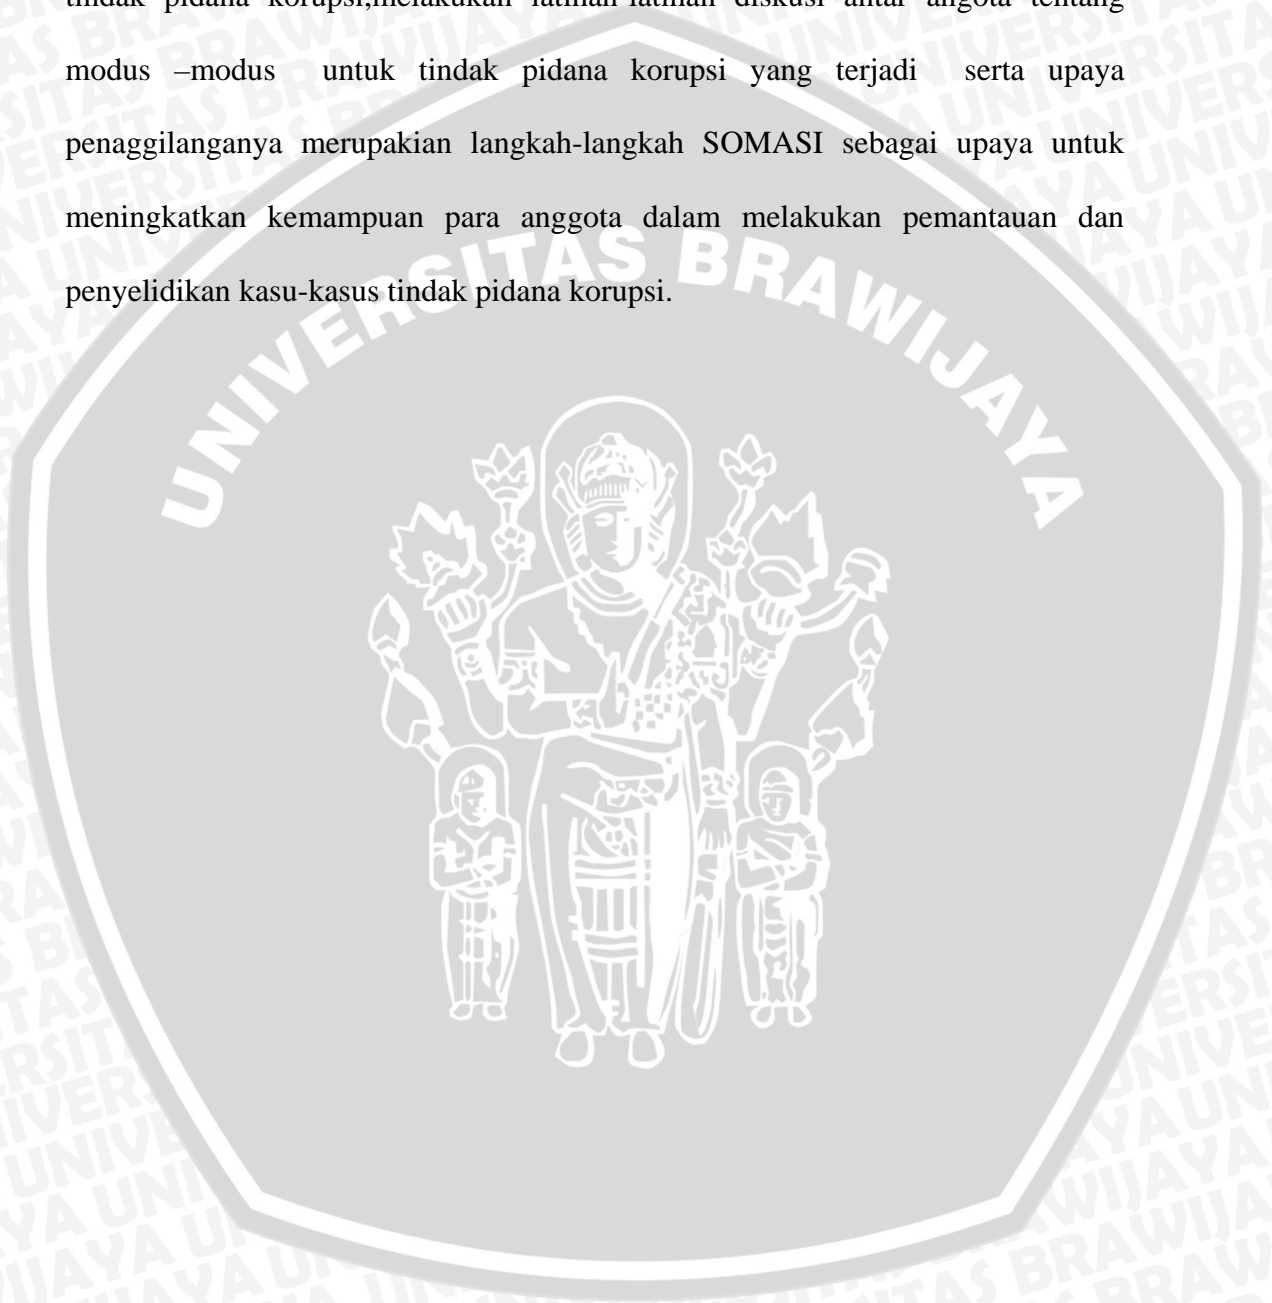 tindak pidana korupsi,melakukan latihan-latihan diskusi antar angota tentang
modus –modus untuk tindak pidana korupsi yang terjadi serta upaya
penaggilanganya merupakian langkah-langkah SOMASI sebagai upaya untuk
meningkatkan kemampuan para anggota dalam melakukan pemantauan dan
penyelidikan kasu-kasus tindak pidana korupsi.
UNIVERSITAS BRAWIJAYA